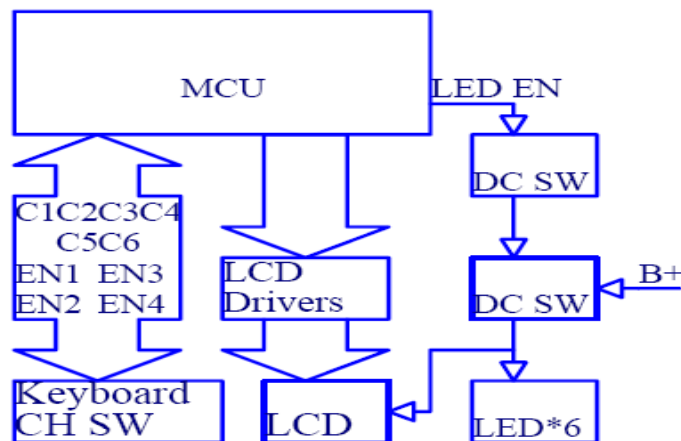 MCU
LED EN
DC SW
C1C2C3C4
C5C6
EN1 EN3
EN2 EN4
LCD
Drivers
DC SW
B+
Keyboard
CH SW
LCD
LED*6